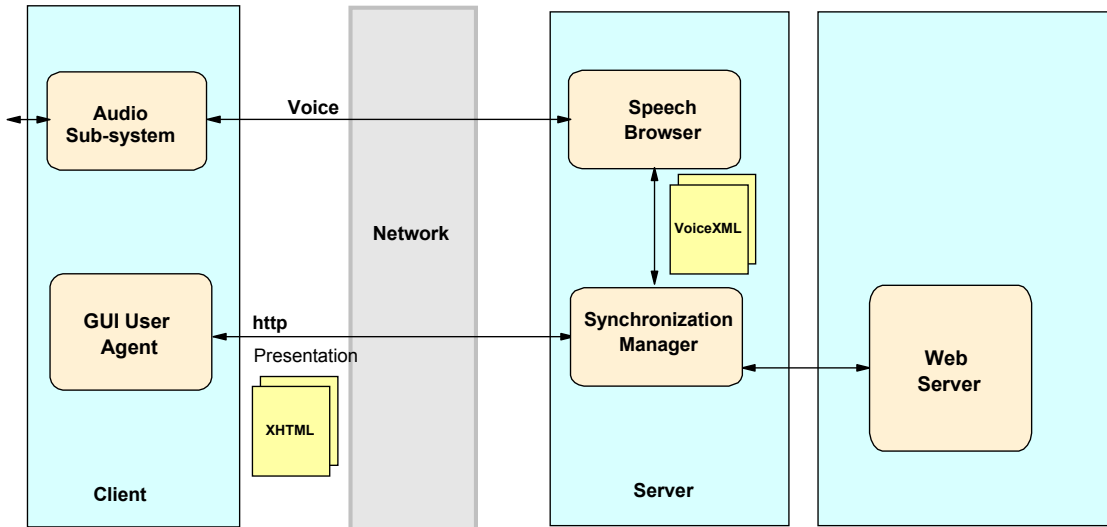 Audio
Sub-system
Voice
Speech
Browser
VoiceXML
Network
GUI User
Agent
http
Presentation
XHTML
Synchronization
Manager
Web
Server
Client
Server